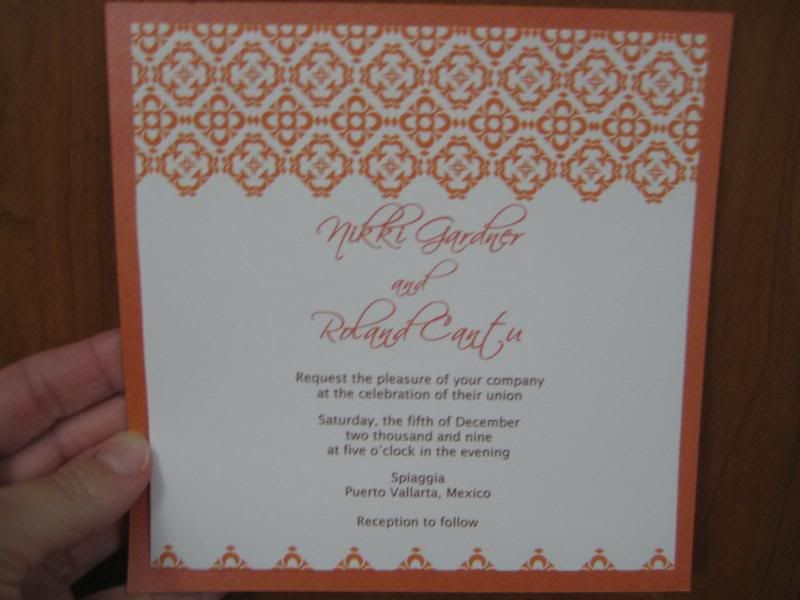 Nikki Gardner
and
Roland Cantu
Request the pleasure of your company
at the celebration of their union
Saturday, the fifth of December
two thousand and nine
at five o'clock in the evening
Spiaggia
Puerto Vallarta, Mexico
Reception to follow